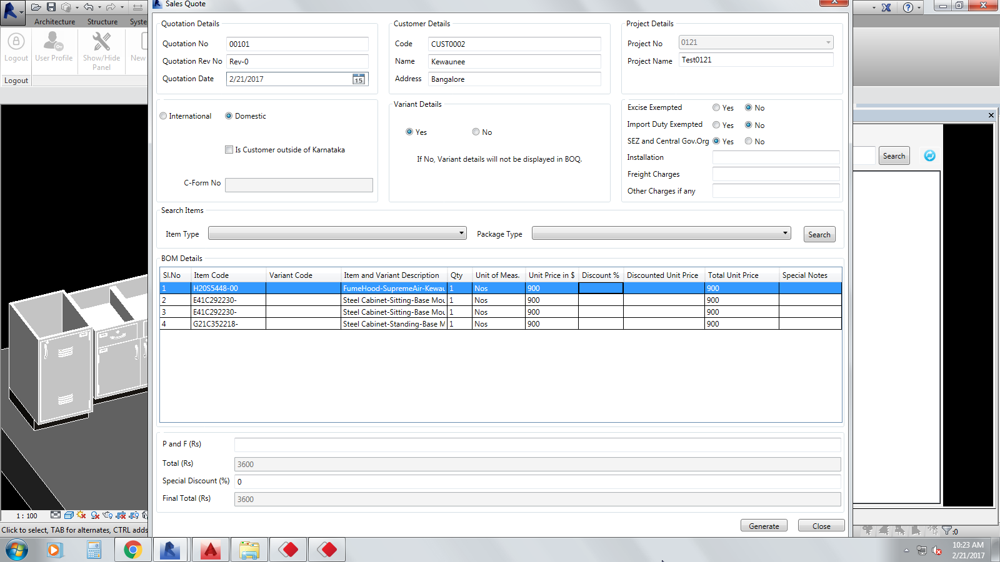 Sales Quote
Architecture Structure Syste
Logout
User Profile
Show/Hide
Panel
New
Logout
Quotation Details
Quotation No 00101
Quotation Rev No Rev-0
Quotation Date 2/21/2017 15
Customer Details
Code CUST0002
Name Kewaunee
Address Bangalore
Project Details
Project No 0121
Project Name Test0121
International Domestic
Is Customer outside of Karnataka
C-Form No
Variant Details
Yes No
If No, Variant details will not be displayed in BOQ.
Excise Exempted Yes No
Import Duty Exempted Yes No
SEZ and Central Gov.Org Yes No
Installation
Freight Charges
Other Charges if any
Search
Search Items
Item Type Package Type Search
BOM Details
Sl.No Item Code Variant Code Item and Variant Description Qty Unit of Meas. Unit Price in $ Discount % Discounted Unit Price Total Unit Price Special Notes
1 H20S5448-00 FumeHood-SupremeAir-Kewau 1 Nos 900 900
2 E41C292230- Steel Cabinet-Sitting-Base Mou 1 Nos 900 900
3 E41C292230- Steel Cabinet-Sitting-Base Mou 1 Nos 900 900
4 G21C352218- Steel Cabinet-Standing-Base M 1 Nos 900 900
P and F (Rs)
Total (Rs) 3600
Special Discount (%) 0
Final Total (Rs) 3600
Generate Close
1 : 100
Click to select, TAB for alternates, CTRL adds
:0
10:23 AM
2/21/2017